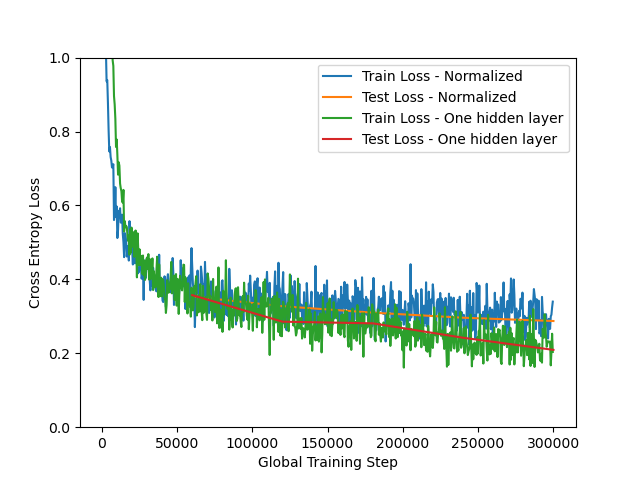 1.0
0.8
0.6
0.4
0.2
0.0
Cross Entropy Loss
Train Loss - Normalized
Test Loss - Normalized
Train Loss - One hidden layer
Test Loss - One hidden layer
0 50000 100000 150000 200000 250000 300000
Global Training Step